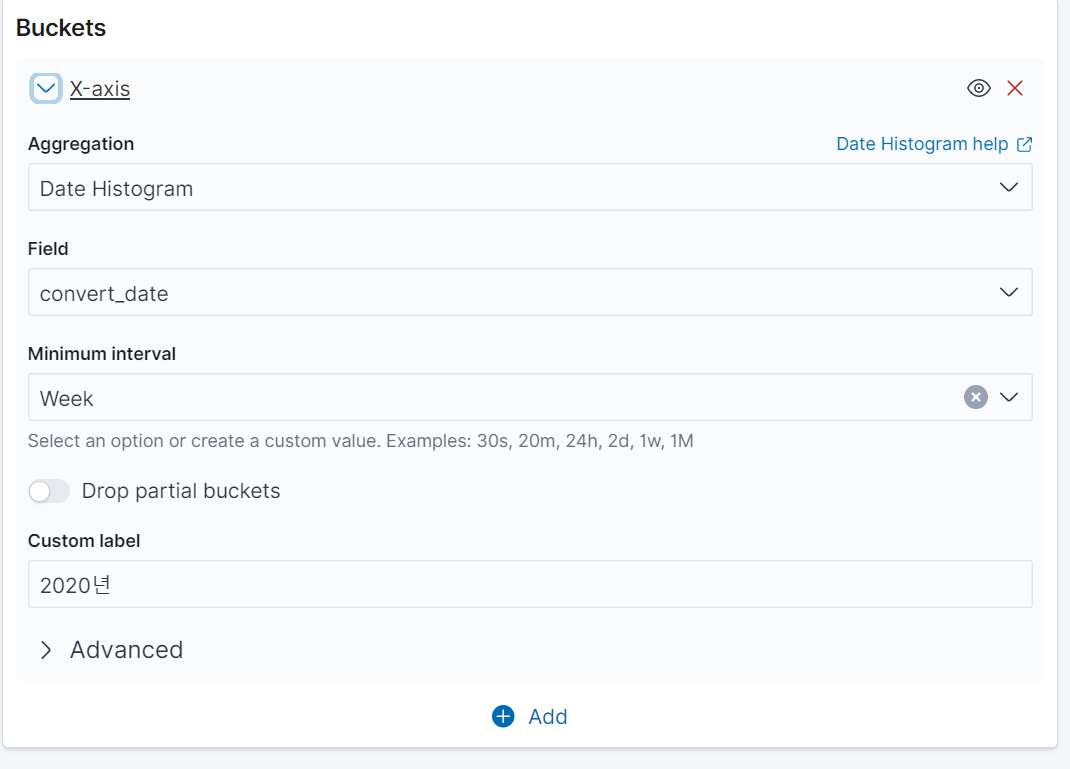 Buckets
X-axis
Aggregation
Date Histogram help
Date Histogram
Field
convert_date
Minimum interval
Week
Select an option or create a custom value. Examples: 30s, 20m, 24h, 2d, 1w, 1M
Drop partial buckets
Custom label
2020년
Advanced
Add